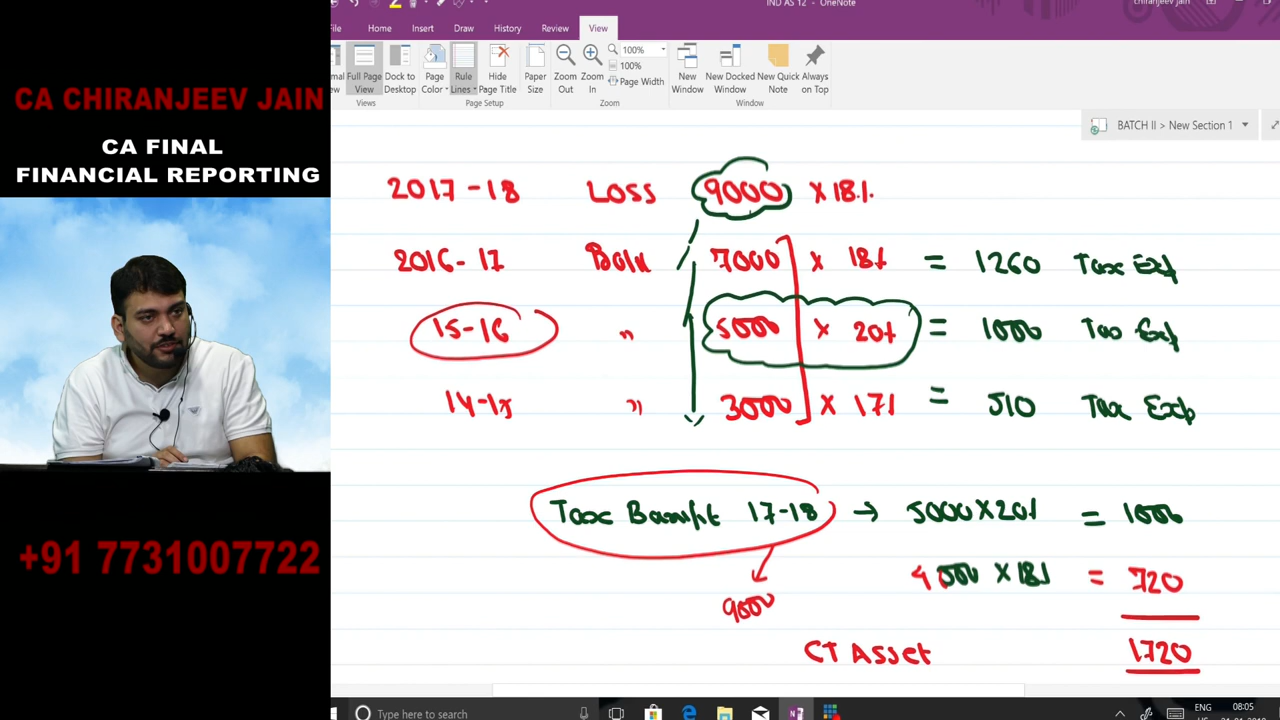 IND AS 12 - OneNote
chiranjeev jain
File Home Insert Draw History Review View
Full Page View
Dock to Desktop
Page Color
Rule Lines
Hide Page Title
Paper Size
Zoom Out
Zoom In
100%
100%
Page Width
New Window
New Docked Window
New Quick Note
Always on Top
Views Page Setup Zoom Window
BATCH II > New Section 1
CA CHIRANJEEV JAIN
CA FINAL
FINANCIAL REPORTING
+91 7731007722
2017-18 Loss 9000 x 18%
2016-17 7000 x 18% = 1260 Tax Exp
15-16 " 5000 x 20% = 1000 Tax Exp
14-15 " 3000 x 17% = 510 Tax Exp
Tax Benefit 17-18 → 5000 x 20% = 1000
9000
4000 x 18% = 720
CT Asset 1720
Type here to search
ENG
US
08:05